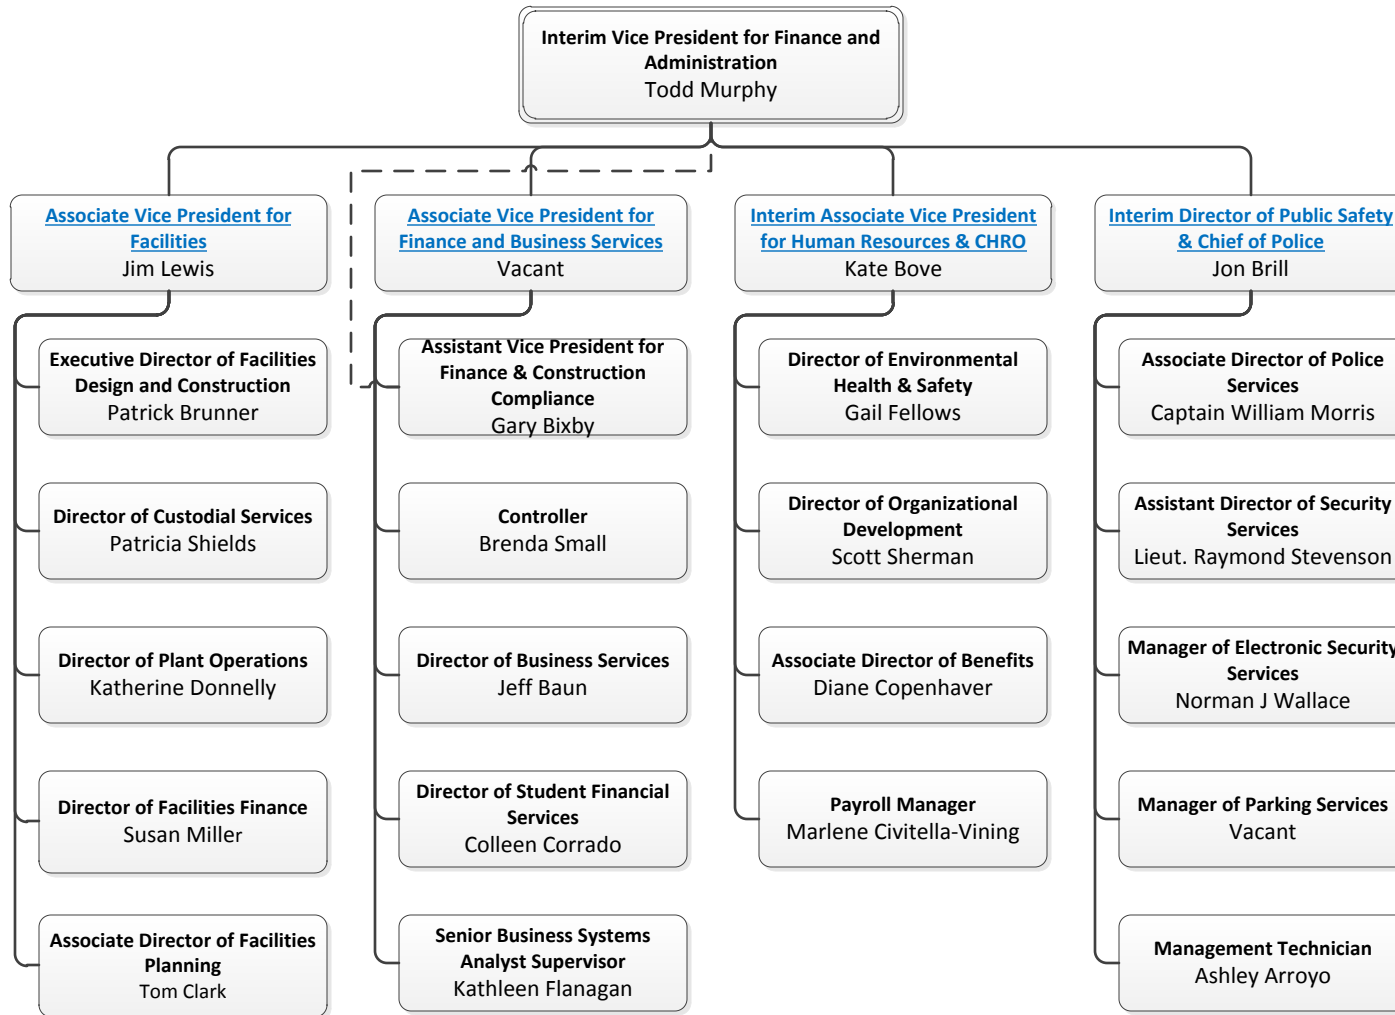 Interim Vice President for Finance and
Administration
Todd Murphy
Associate Vice President for
Facilities
Jim Lewis
Associate Vice President for
Finance and Business Services
Vacant
Interim Associate Vice President
for Human Resources & CHRO
Kate Bove
Interim Director of Public Safety
& Chief of Police
Jon Brill
Executive Director of Facilities
Design and Construction
Patrick Brunner
Assistant Vice President for
Finance & Construction
Compliance
Gary Bixby
Director of Environmental
Health & Safety
Gail Fellows
Associate Director of Police
Services
Captain William Morris
Director of Custodial Services
Patricia Shields
Controller
Brenda Small
Director of Organizational
Development
Scott Sherman
Assistant Director of Security
Services
Lieut. Raymond Stevenson
Director of Plant Operations
Katherine Donnelly
Director of Business Services
Jeff Baun
Associate Director of Benefits
Diane Copenhaver
Manager of Electronic Security
Services
Norman J Wallace
Director of Facilities Finance
Susan Miller
Director of Student Financial
Services
Colleen Corrado
Payroll Manager
Marlene Civitella-Vining
Manager of Parking Services
Vacant
Associate Director of Facilities
Planning
Tom Clark
Senior Business Systems
Analyst Supervisor
Kathleen Flanagan
Management Technician
Ashley Arroyo